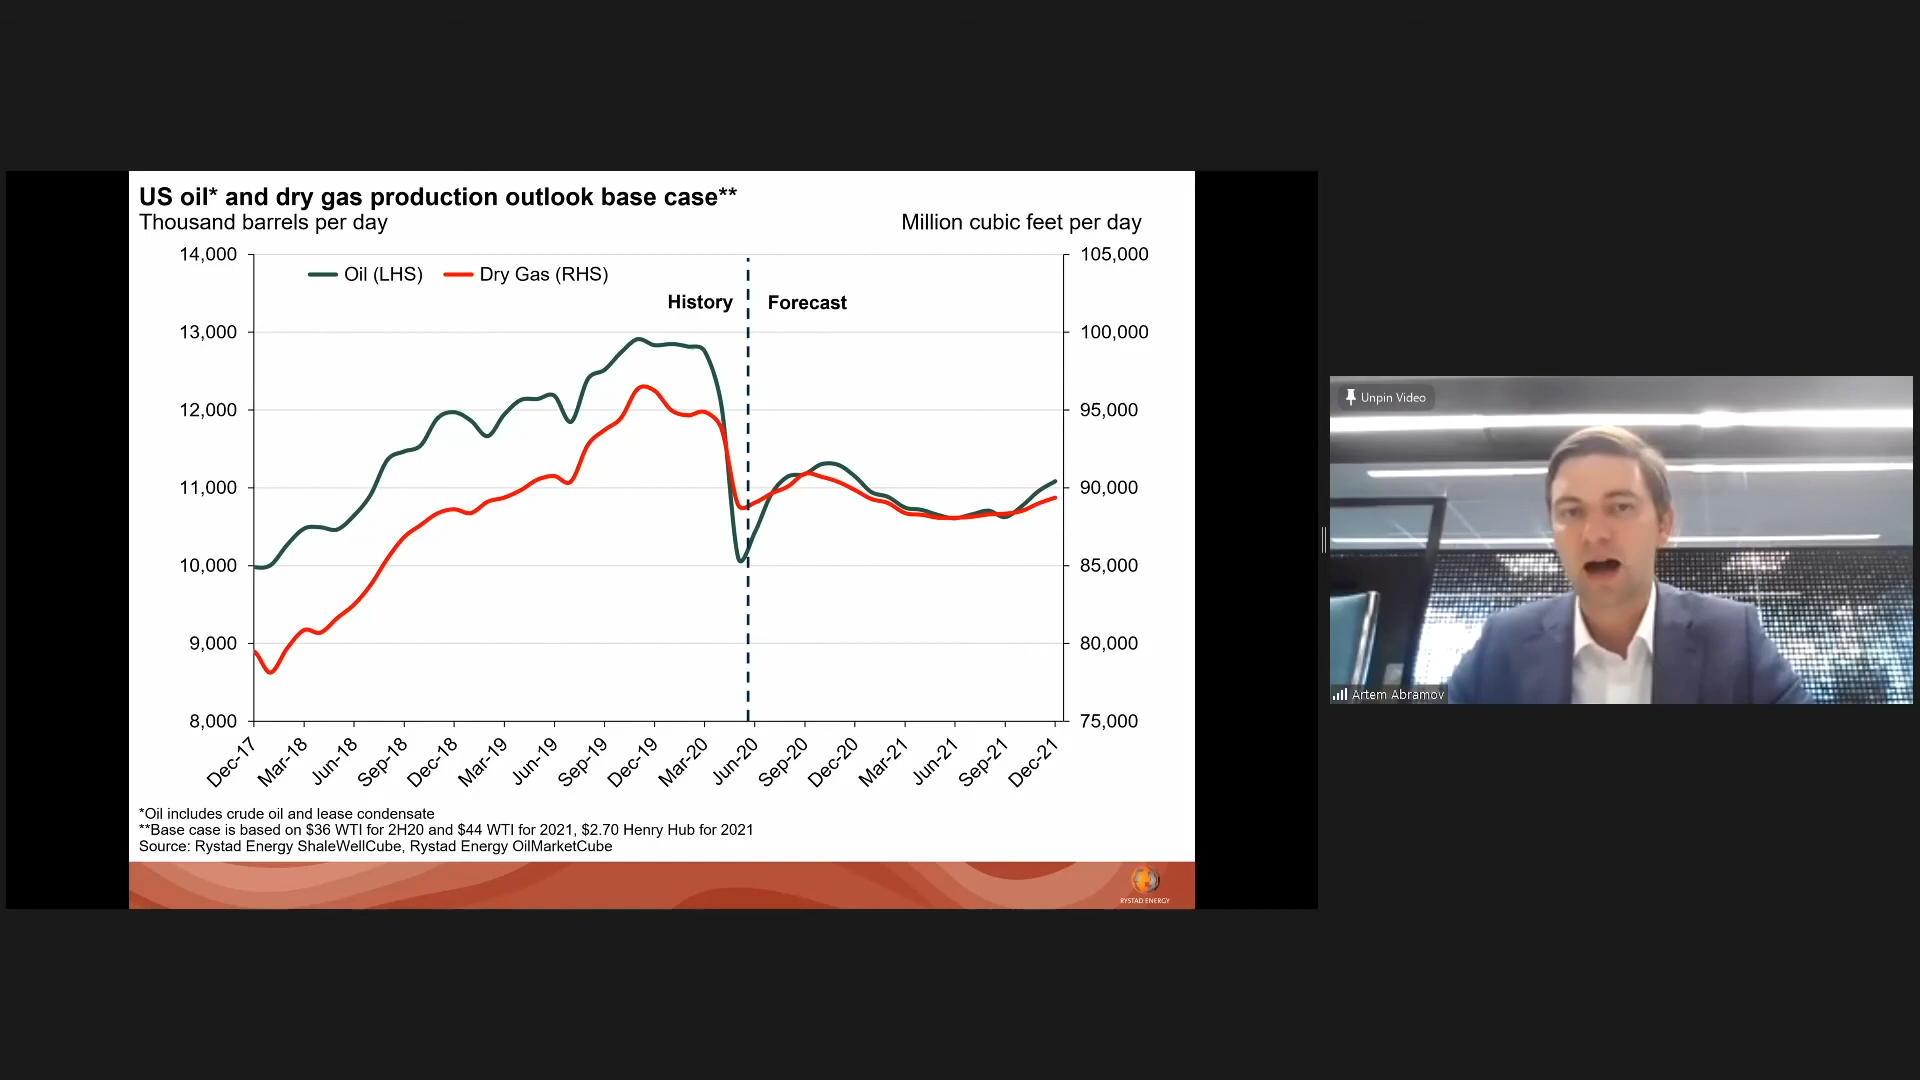 US oil* and dry gas production outlook base case**
Thousand barrels per day
Million cubic feet per day
14,000
13,000
12,000
11,000
10,000
9,000
8,000
Oil (LHS)
Dry Gas (RHS)
History
Forecast
105,000
100,000
95,000
90,000
85,000
80,000
75,000
Dec-17
Mar-18
Jun-18
Sep-18
Dec-18
Mar-19
Jun-19
Sep-19
Dec-19
Mar-20
Jun-20
Sep-20
Dec-20
Mar-21
Jun-21
Sep-21
Dec-21
*Oil includes crude oil and lease condensate
**Base case is based on $36 WTI for 2H20 and $44 WTI for 2021, $2.70 Henry Hub for 2021
Source: Rystad Energy ShaleWellCube, Rystad Energy OilMarketCube
RYSTAD ENERGY
Unpin Video
Artem Abramov